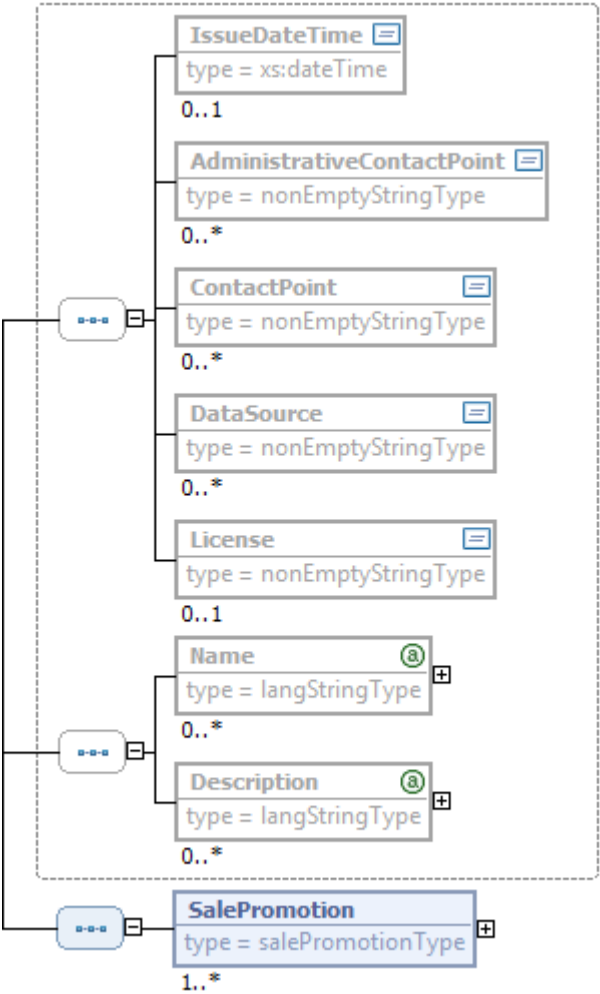 IssueDateTime
type = xs:dateTime
0..1
AdministrativeContactPoint
type = nonEmptyStringType
0..*
ContactPoint
type = nonEmptyStringType
0..*
DataSource
type = nonEmptyStringType
0..*
License
type = nonEmptyStringType
0..1
Name
type = langStringType
0..*
Description
type = langStringType
0..*
SalePromotion
type = salePromotionType
1..*